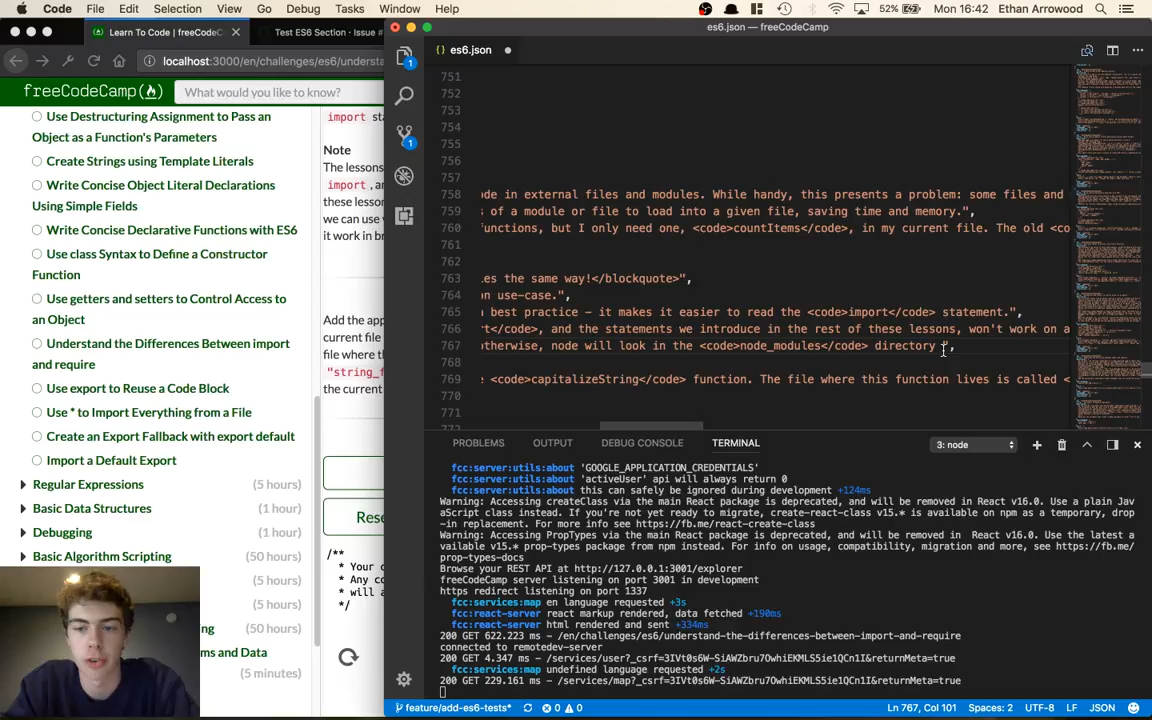 Code File Edit Selection View Go Debug Tasks Window Help
52% Mon 16:42 Ethan Arrowood
Learn To Code | freeCodeC
Test ES6 Section · Issue #
es6.json — freeCodeCamp
localhost:3000/en/challenges/es6/understa
{ } es6.json
freeCodeCamp
What would you like to know?
Use Destructuring Assignment to Pass an
Object as a Function's Parameters
Create Strings using Template Literals
Write Concise Object Literal Declarations
Using Simple Fields
Write Concise Declarative Functions with ES6
Use class Syntax to Define a Constructor
Function
Use getters and setters to Control Access to
an Object
Understand the Differences Between import
and require
Use export to Reuse a Code Block
Use * to Import Everything from a File
Create an Export Fallback with export default
Import a Default Export
Regular Expressions (5 hours)
Basic Data Structures (1 hour)
Debugging (1 hour)
Basic Algorithm Scripting (50 hours)
(5 hours)
(5 hours)
ng (50 hours)
ms and Data
(5 minutes)
import sta
Note
The lessons
import, an
these lesso
we can use
it work in br
Add the app
current file
file where th
"string_f
the current
Rese
/**
* Your c
* Any co
* will a
*/
751
752
753
754
755
756
757
758 ode in external files and modules. While handy, this presents a problem: some files and
759 s of a module or file to load into a given file, saving time and memory.",
760 functions, but I only need one, <code>countItems</code>, in my current file. The old <co
761
762
763 les the same way!</blockquote>",
764 on use-case.",
765 a best practice - it makes it easier to read the <code>import</code> statement.",
766 rt</code>, and the statements we introduce in the rest of these lessons, won't work on a
767 otherwise, node will look in the <code>node_modules</code> directory ",
768
769 e <code>capitalizeString</code> function. The file where this function lives is called <
770
771
772
PROBLEMS OUTPUT DEBUG CONSOLE TERMINAL 3: node
fcc:server:utils:about 'GOOGLE_APPLICATION_CREDENTIALS'
fcc:server:utils:about 'activeUser' api will always return 0
fcc:server:utils:about this can safely be ignored during development +124ms
Warning: Accessing createClass via the main React package is deprecated, and will be removed in React v16.0. Use a plain Jav
aScript class instead. If you're not yet ready to migrate, create-react-class v15.* is available on npm as a temporary, drop
-in replacement. For more info see https://fb.me/react-create-class
Warning: Accessing PropTypes via the main React package is deprecated, and will be removed in  React v16.0. Use the latest a
vailable v15.* prop-types package from npm instead. For info on usage, compatibility, migration and more, see https://fb.me/
prop-types-docs
Browse your REST API at http://127.0.0.1:3001/explorer
freeCodeCamp server listening on port 3001 in development
https redirect listening on port 1337
fcc:services:map en language requested +3s
fcc:react-server react markup rendered, data fetched +190ms
fcc:react-server html rendered and sent +334ms
200 GET 622.223 ms - /en/challenges/es6/understand-the-differences-between-import-and-require
connected to remotedev-server
200 GET 4.347 ms - /services/user?_csrf=3IVt0s6W-SiAWZbru7OwhiEKMLS5ie1QCn1I&returnMeta=true
fcc:services:map undefined language requested +2s
200 GET 229.161 ms - /services/map?_csrf=3IVt0s6W-SiAWZbru7OwhiEKMLS5ie1QCn1I&returnMeta=true
feature/add-es6-tests* 0 0 Ln 767, Col 101 Spaces: 2 UTF-8 LF JSON